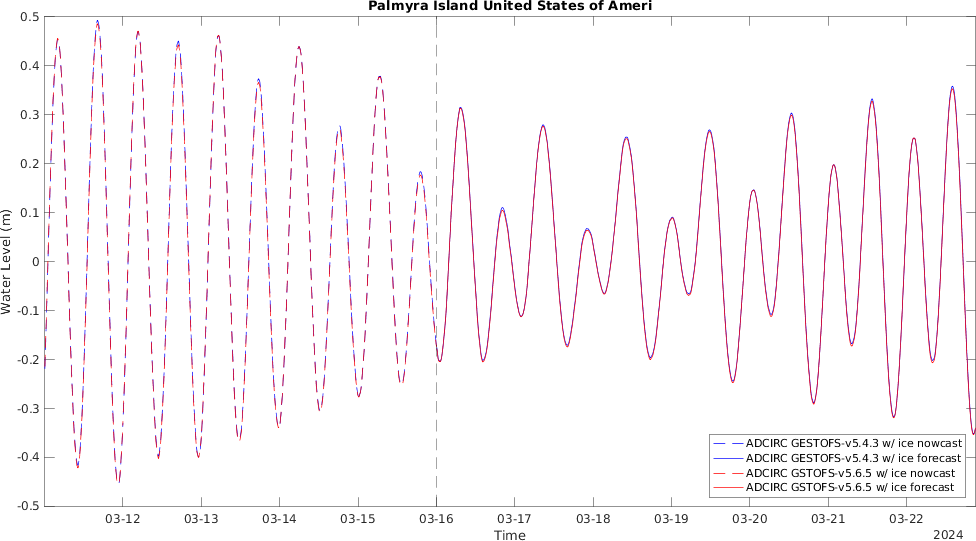 Palmyra Island United States of Ameri
0.5
0.4
0.3
0.2
0.1
0
-0.1
-0.2
-0.3
-0.4
-0.5
Water Level (m)
ADCIRC GESTOFS-v5.4.3 w/ ice nowcast
ADCIRC GESTOFS-v5.4.3 w/ ice forecast
ADCIRC GSTOFS-v5.6.5 w/ ice nowcast
ADCIRC GSTOFS-v5.6.5 w/ ice forecast
03-12 03-13 03-14 03-15 03-16 03-17 03-18 03-19 03-20 03-21 03-22
Time
2024